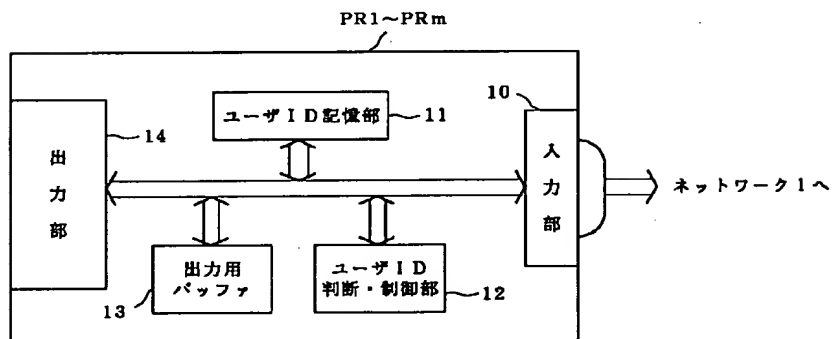 PR1~PRm
10
ユーザID記憶部
11
14
出力部
入力部
ネットワーク1へ
出力用
バッファ
13
ユーザID
判断・制御部
12